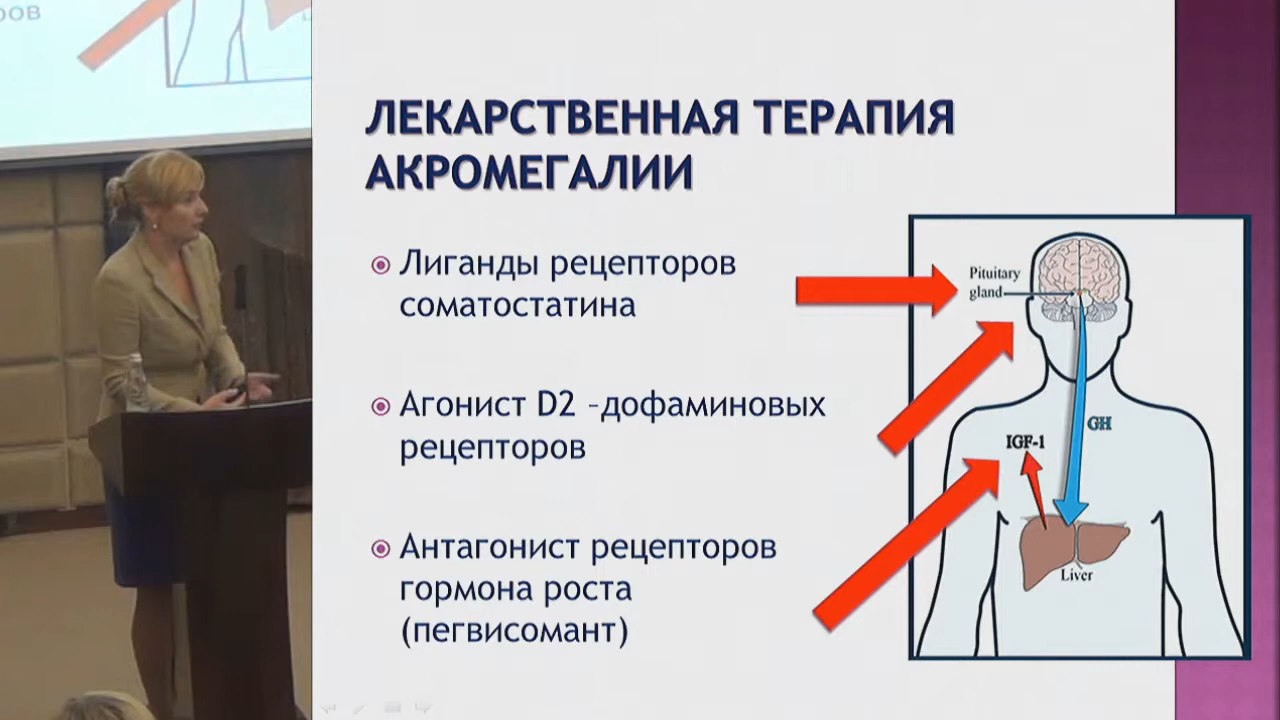 ров
ЛЕКАРСТВЕННАЯ ТЕРАПИЯ
АКРОМЕГАЛИИ
Лиганды рецепторов
соматостатина
Агонист D2 –дофаминовых
рецепторов
Антагонист рецепторов
гормона роста
(пегвисомант)
Pituitary
gland
GH
IGF-1
Liver